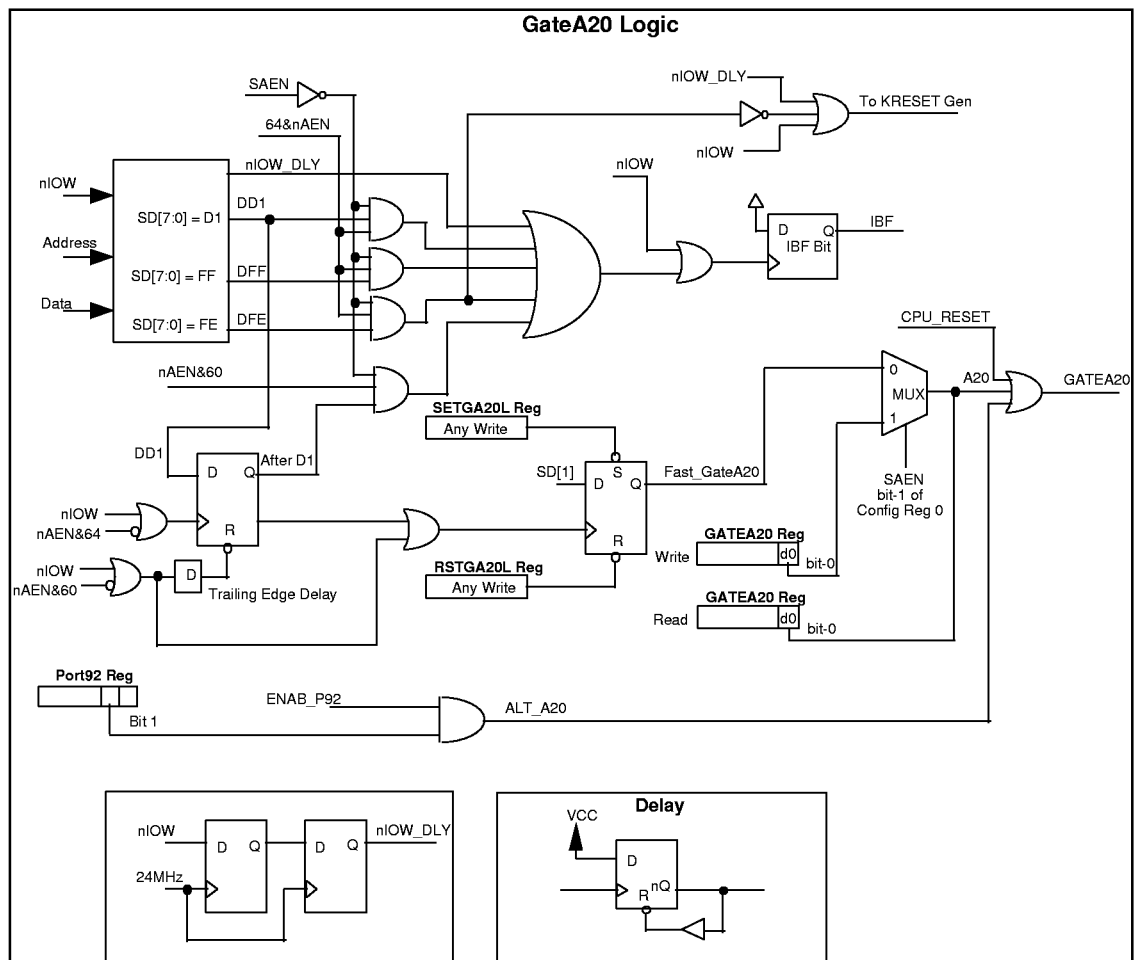 GateA20 Logic
SAEN
64&nAEN
nIOW_DLY
nIOW
SD[7:0] = D1
DD1
Address
SD[7:0] = FF
DFF
Data
SD[7:0] = FE
DFE
nIOW_DLY
To KRESET Gen
nIOW
nIOW
D
Q
IBF Bit
IBF
CPU_RESET
nAEN&60
0
MUX
1
A20
GATEA20
SETGA20L Reg
Any Write
DD1
D
Q
After D1
R
SD[1]
S
D
Q
R
Fast_GateA20
SAEN
bit-1 of
Config Reg 0
nIOW
nAEN&64
nIOW
nAEN&60
D
Trailing Edge Delay
RSTGA20L Reg
Any Write
GATEA20 Reg
Write
d0
bit-0
GATEA20 Reg
Read
d0
bit-0
Port92 Reg
Bit 1
ENAB_P92
ALT_A20
nIOW
D
Q
D
Q
nIOW_DLY
24MHz
Delay
VCC
D
R
nQ